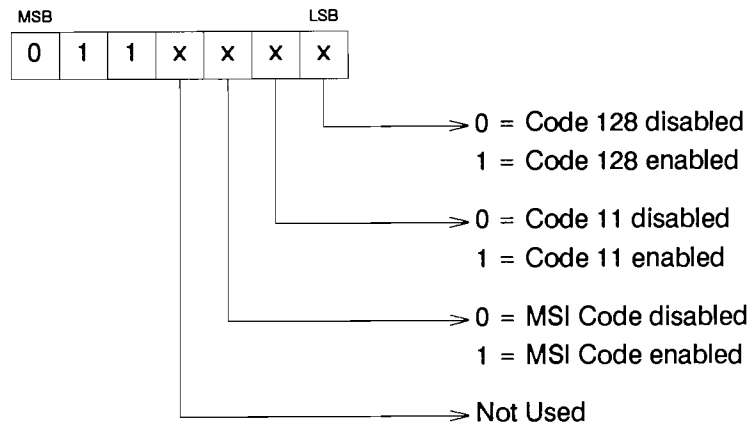 MSB LSB
0 1 1 x x x x
0 = Code 128 disabled
1 = Code 128 enabled
0 = Code 11 disabled
1 = Code 11 enabled
0 = MSI Code disabled
1 = MSI Code enabled
Not Used